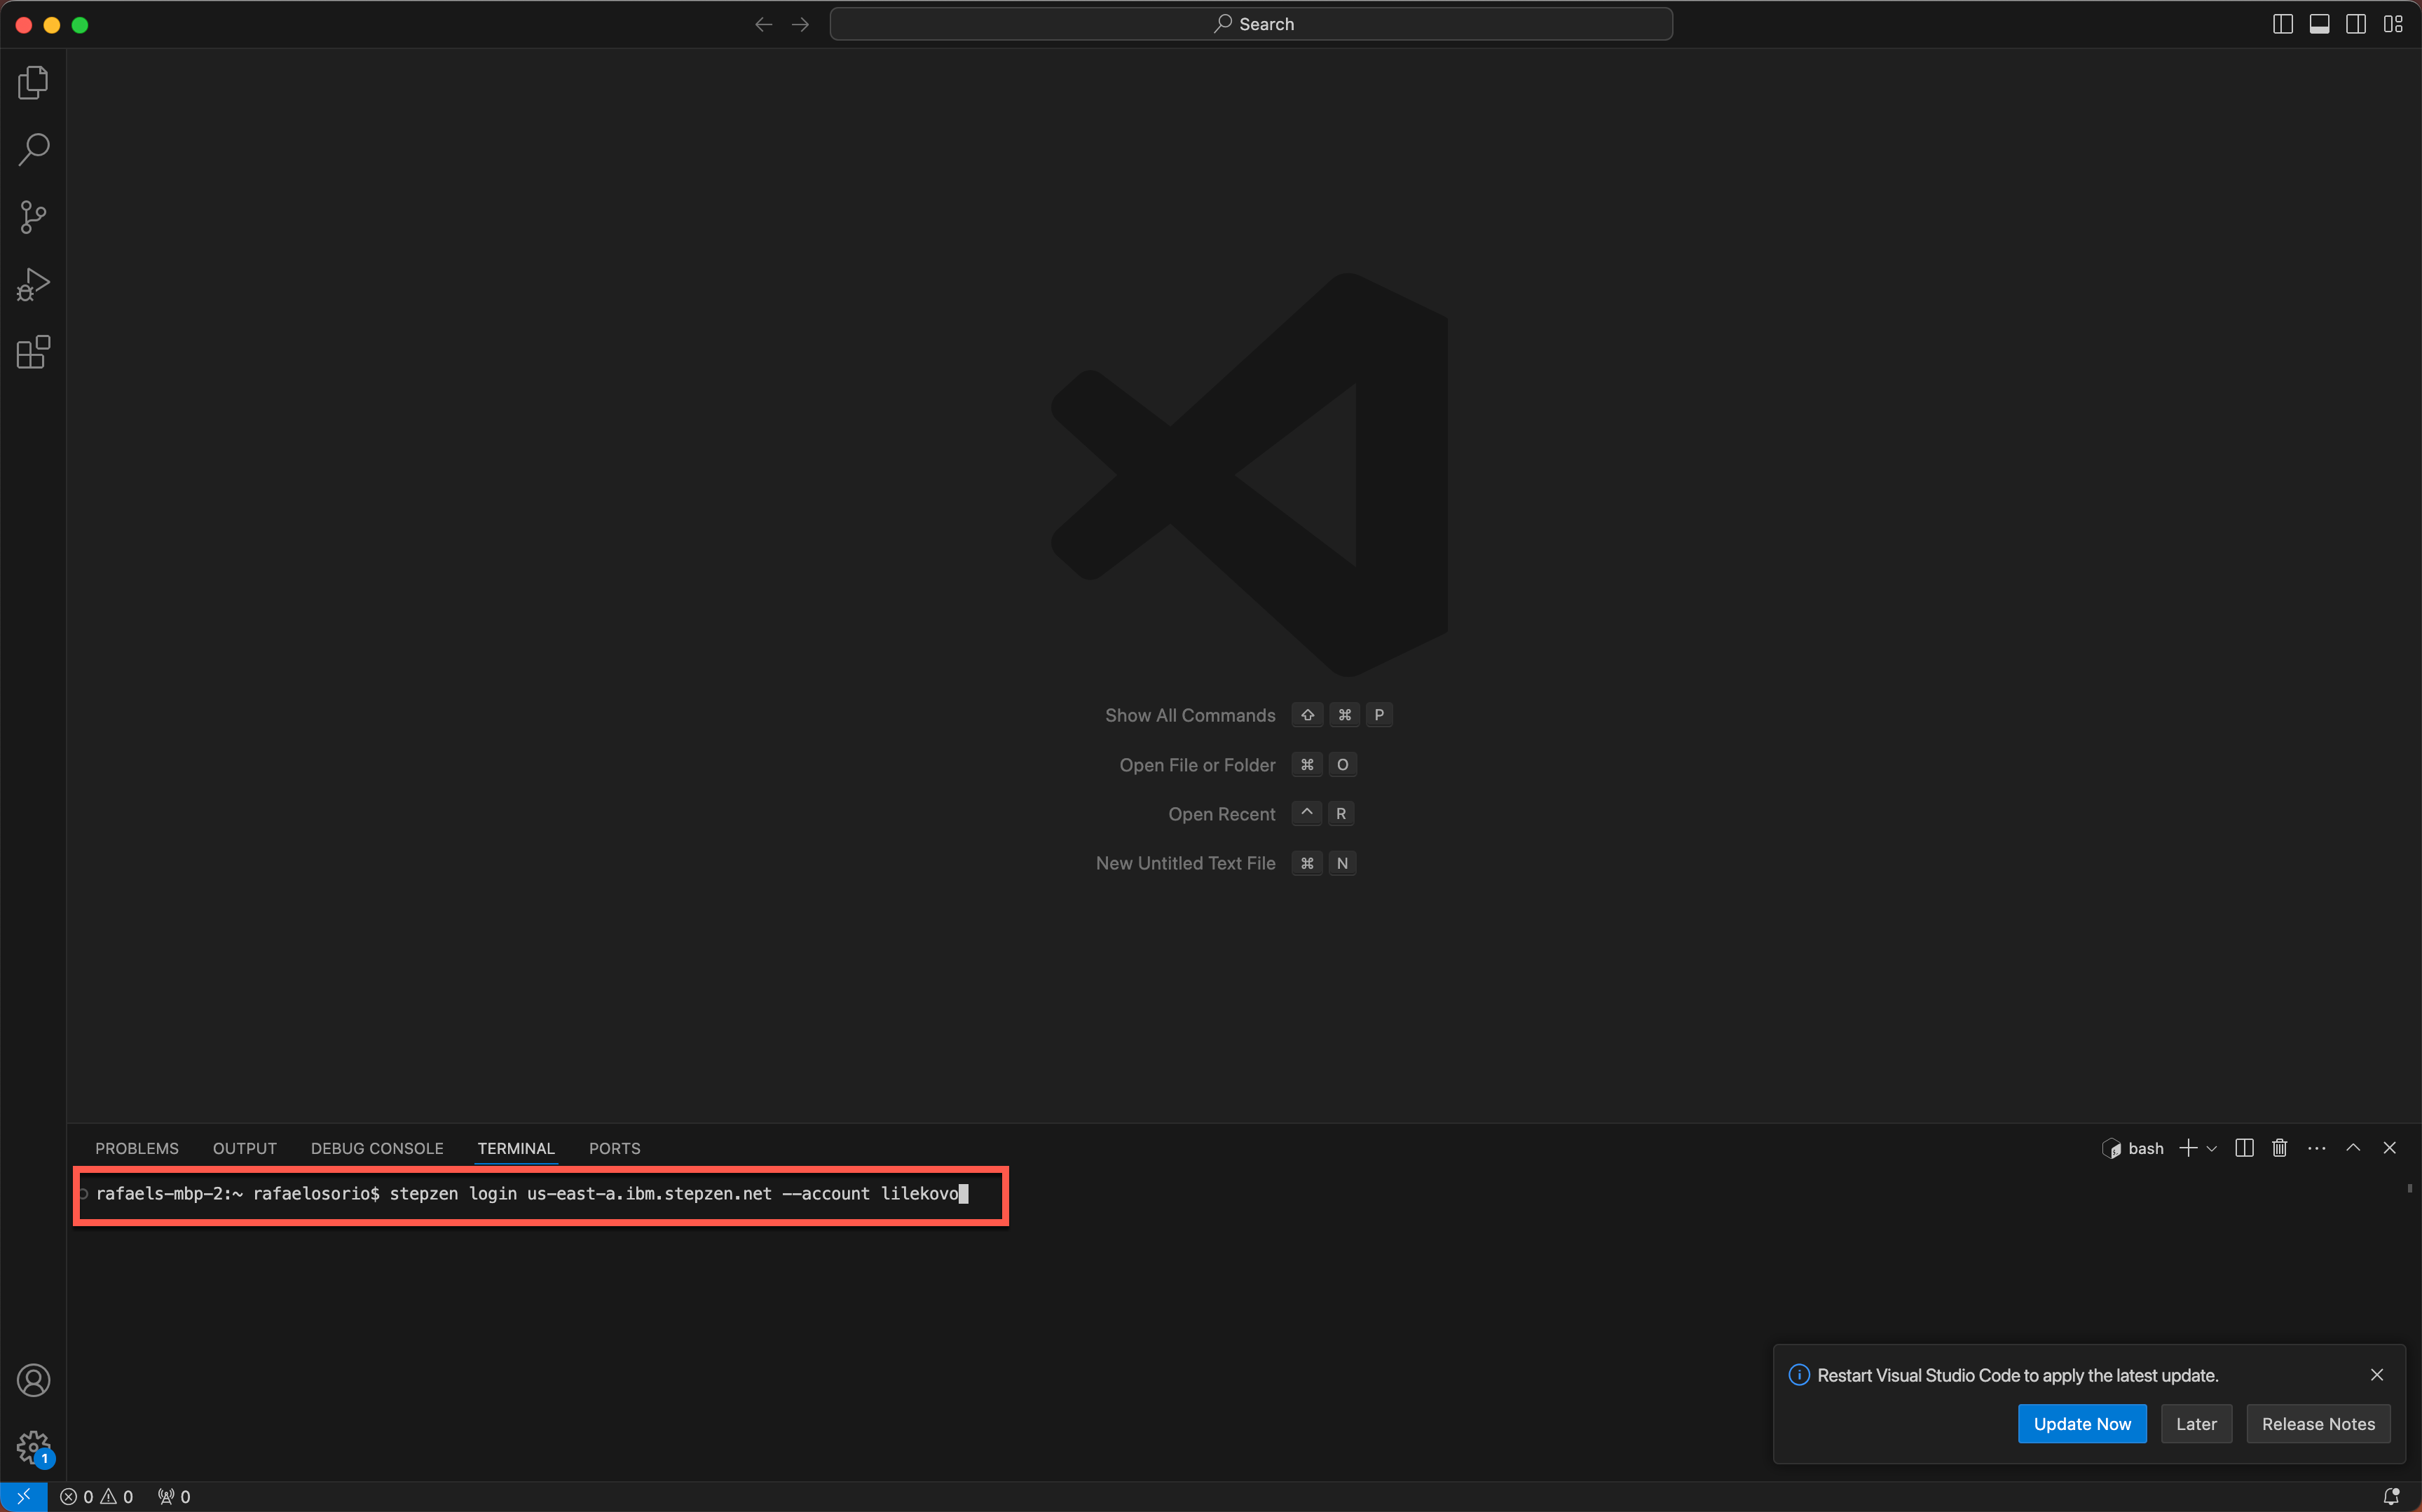 Search
Show All Commands ⇧ ⌘ P
Open File or Folder ⌘ O
Open Recent ^ R
New Untitled Text File ⌘ N
PROBLEMS OUTPUT DEBUG CONSOLE TERMINAL PORTS bash
rafaels-mbp-2:~ rafaelosorio$ stepzen login us-east-a.ibm.stepzen.net --account lilekovo
Restart Visual Studio Code to apply the latest update.
Update Now Later Release Notes
1
0 0 0